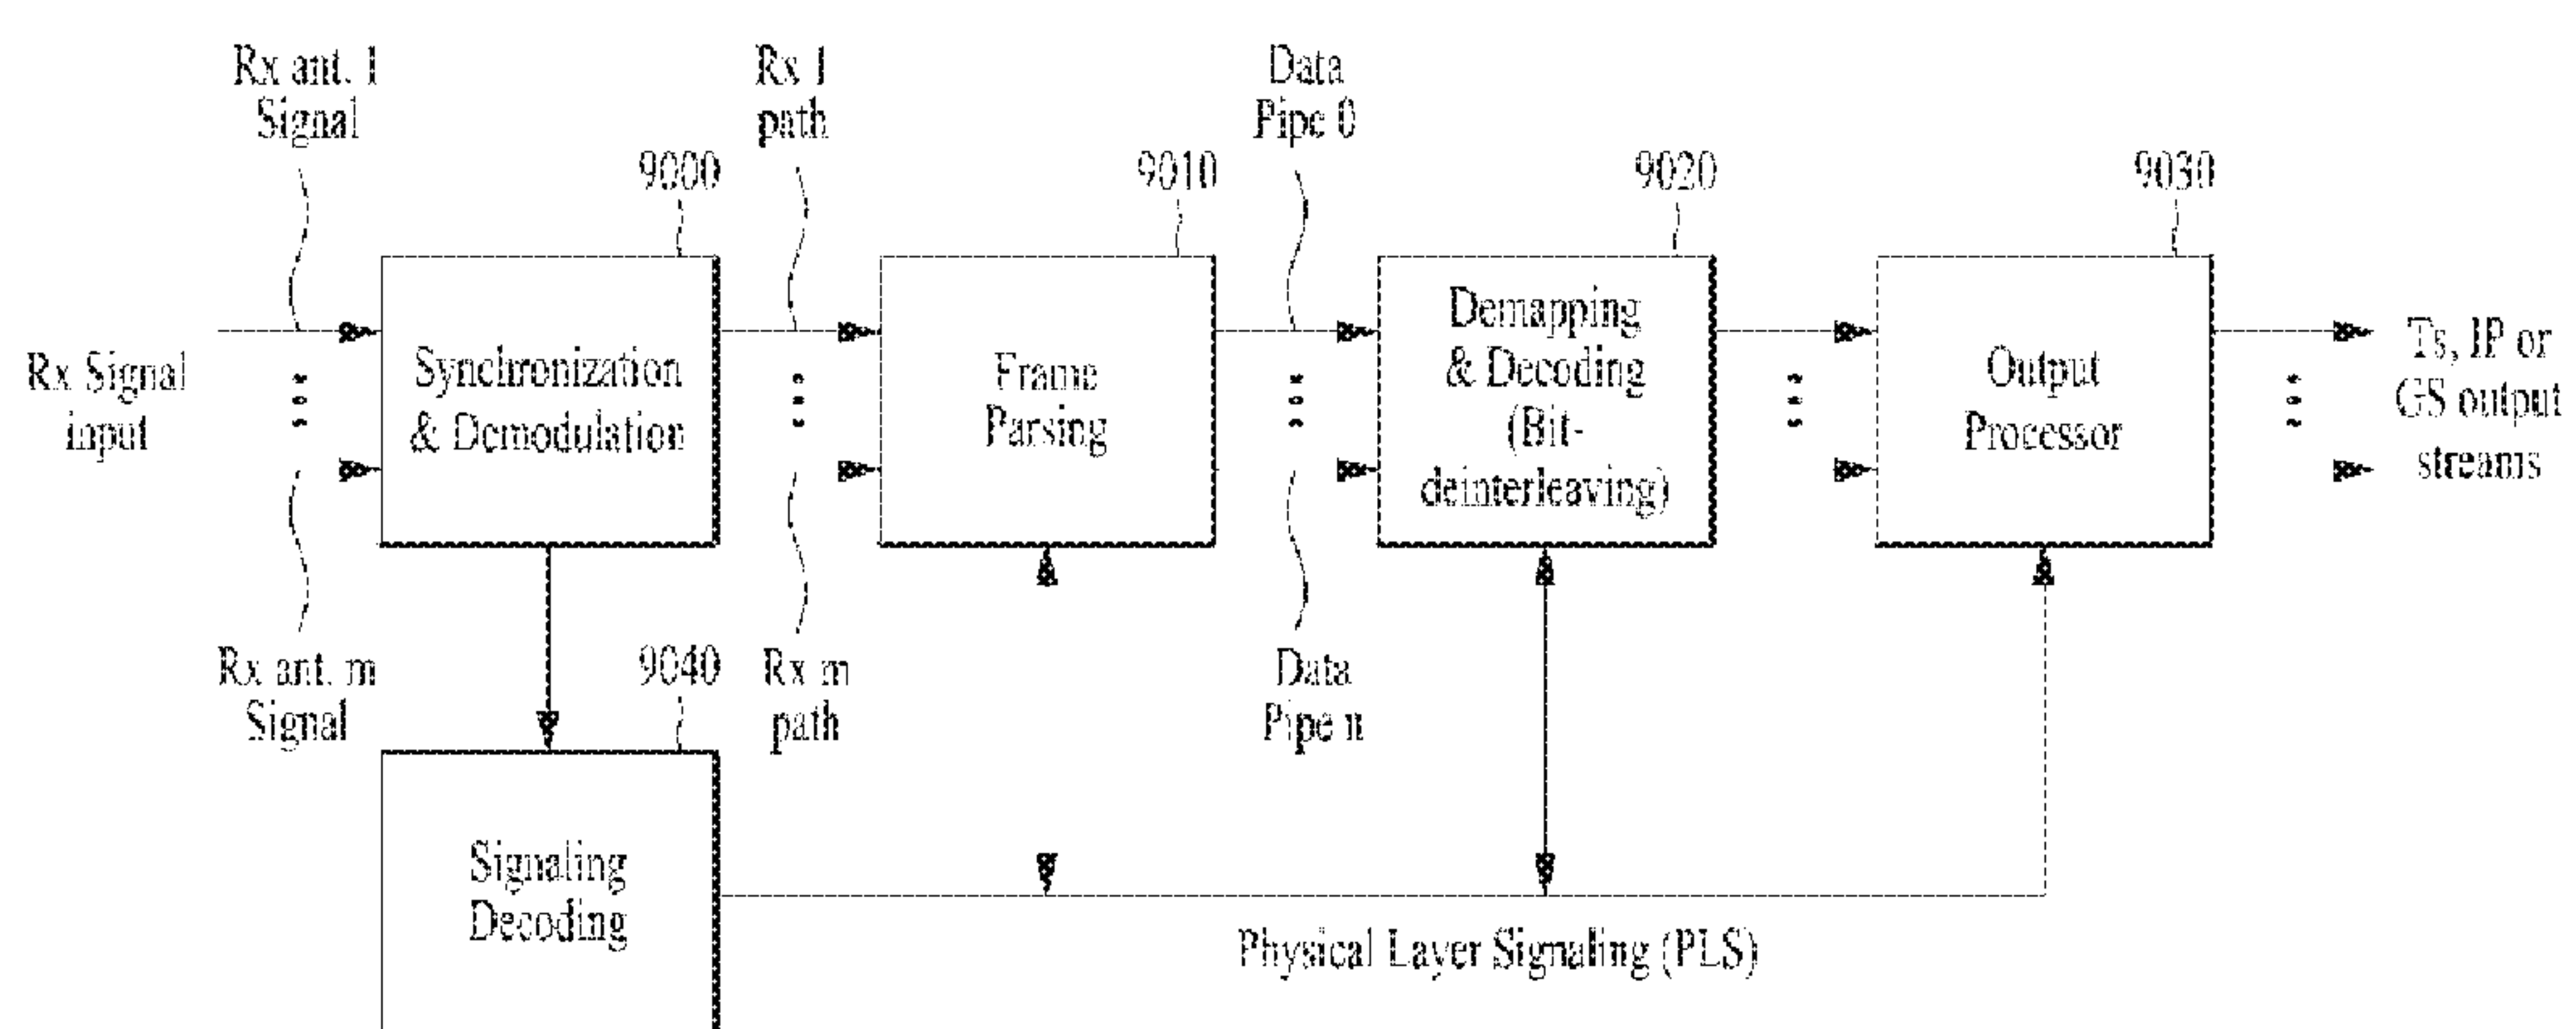 Rx ant. 1
Signal
Rx 1
path
Data
Pipe 0
9000
9010
9020
9030
Rx Signal
input
Synchronization
& Demodulation
Frame
Parsing
Demapping
& Decoding
(Bit-
deinterleaving)
Output
Processor
Ts, IP or
GS output
streams
Rx ant. m
Signal
9040
Rx m
path
Data
Pipe n
Signaling
Decoding
Physical Layer Signaling (PLS)